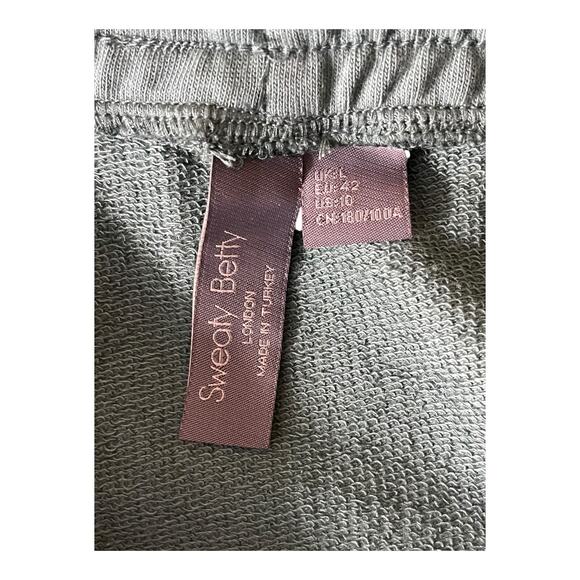 Sweaty Betty
LONDON
MADE IN TURKEY
UK: L
EU: 42
US: 10
CN: 180/100A